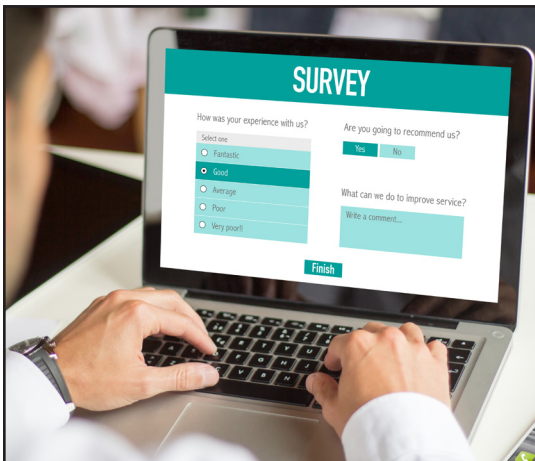 SURVEY
How was your experience with us?
Select one
Fantastic
Good
Average
Poor
Very poor!!
Are you going to recommend us?
Yes No
What can we do to improve service?
Write a comment...
Finish